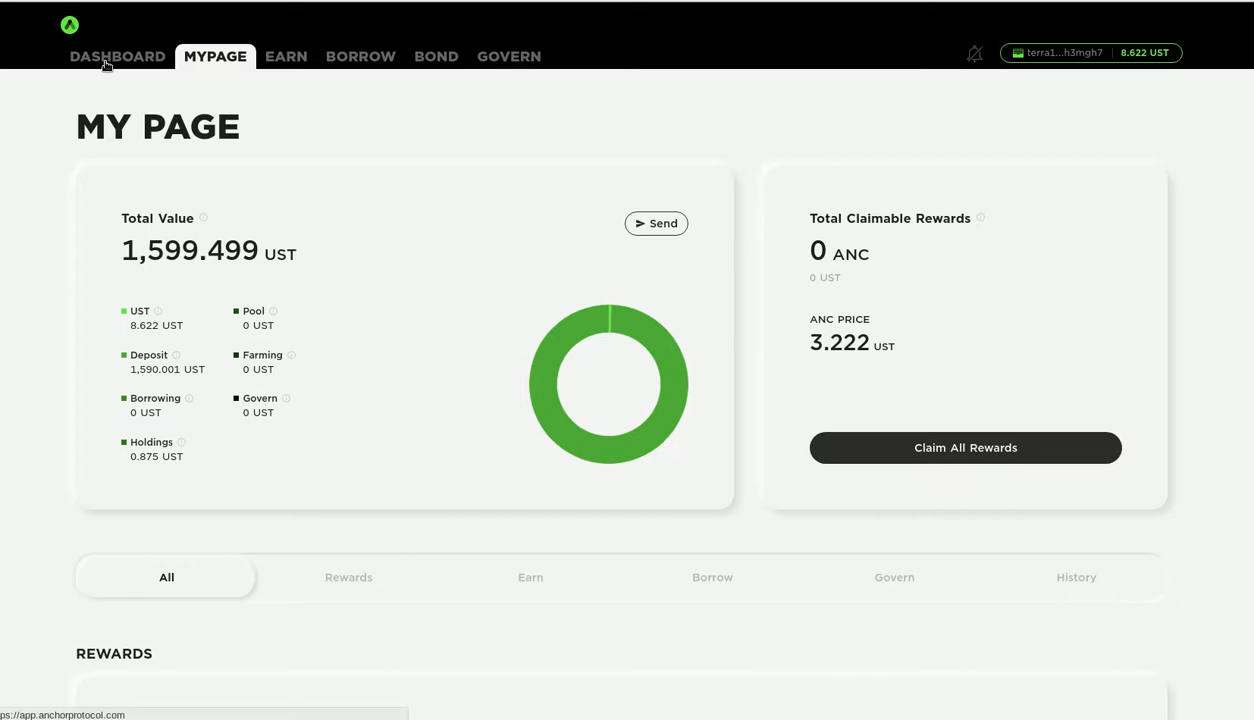 DASHBOARD MYPAGE EARN BORROW BOND GOVERN
terra1...h3mgh7 8.622 UST
MY PAGE
Total Value
Send
1,599.499 UST
UST
8.622 UST
Pool
0 UST
Deposit
1,590.001 UST
Farming
0 UST
Borrowing
0 UST
Govern
0 UST
Holdings
0.875 UST
Total Claimable Rewards
0 ANC
0 UST
ANC PRICE
3.222 UST
Claim All Rewards
All Rewards Earn Borrow Govern History
REWARDS
ps://app.anchorprotocol.com